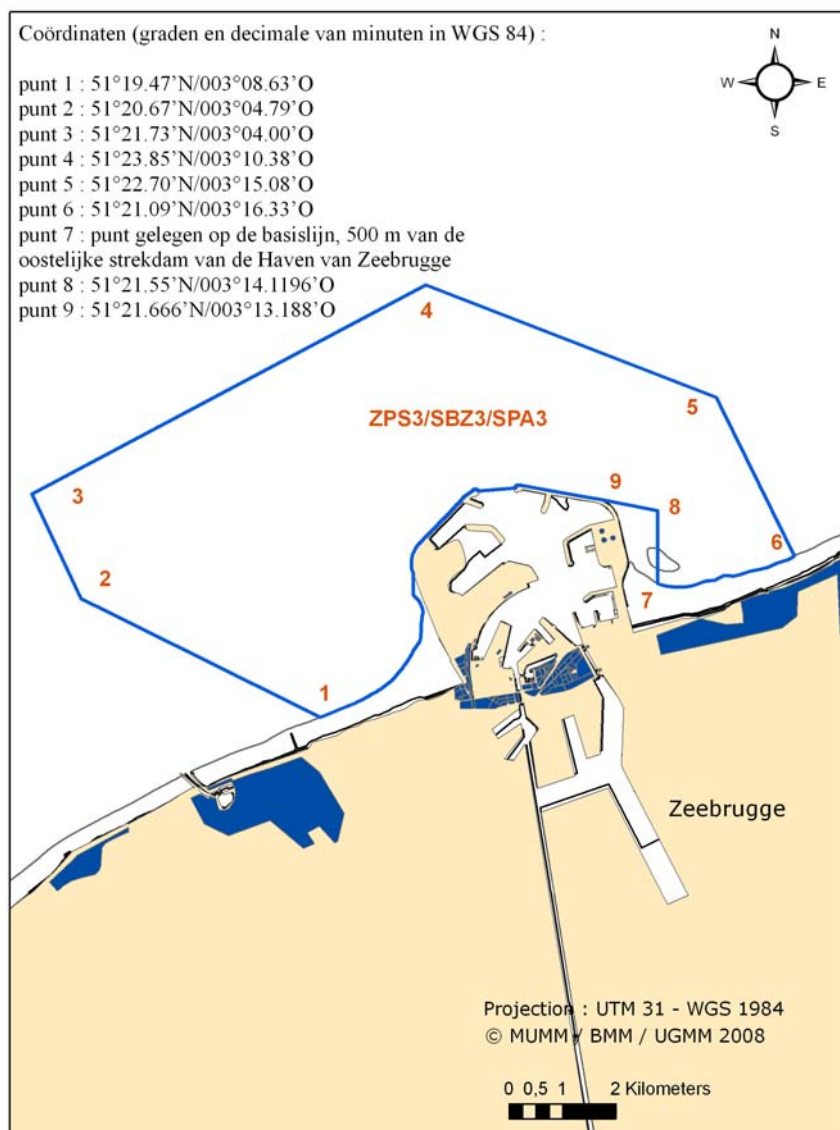 Coördinaten (graden en decimale van minuten in WGS 84) :
punt 1 : 51°19.47’N/003°08.63’O
punt 2 : 51°20.67’N/003°04.79’O
punt 3 : 51°21.73’N/003°04.00’O
punt 4 : 51°23.85’N/003°10.38’O
punt 5 : 51°22.70’N/003°15.08’O
punt 6 : 51°21.09’N/003°16.33’O
punt 7 : punt gelegen op de basislijn, 500 m van de
oostelijke strekdam van de Haven van Zeebrugge
punt 8 : 51°21.55’N/003°14.1196’O
punt 9 : 51°21.666’N/003°13.188’O
N
W E
S
4
ZPS3/SBZ3/SPA3
5
3
9
8
6
2
7
1
Zeebrugge
Projection : UTM 31 - WGS 1984
© MUMM / BMM / UGMM 2008
0 0,5 1 2 Kilometers